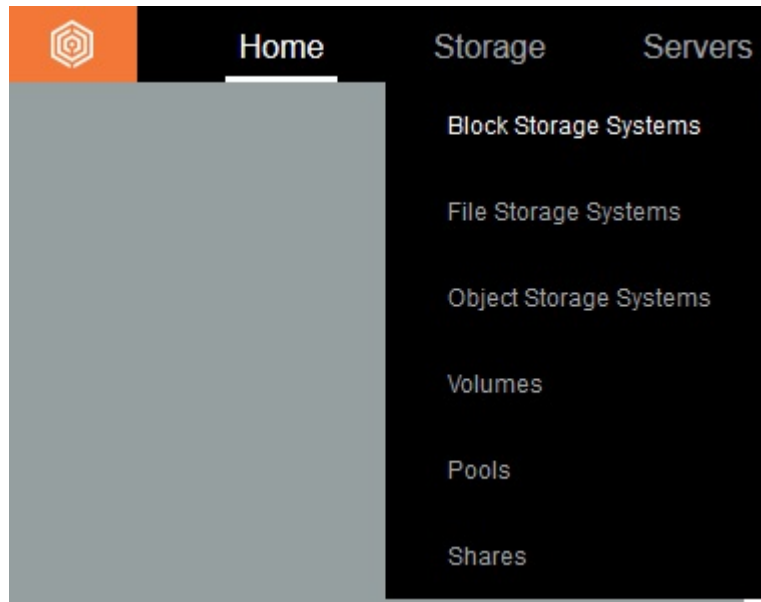 Home Storage Servers
Block Storage Systems
File Storage Systems
Object Storage Systems
Volumes
Pools
Shares